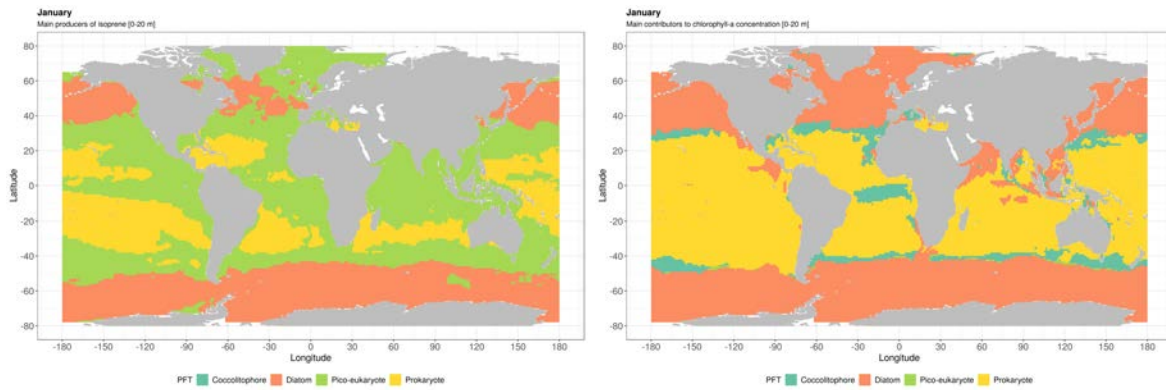 January
Main producers of isoprene [0-20 m]
80
60
40
20
0
-20
-40
-60
-80
Latitude
-180 -150 -120 -90 -60 -30 0 30 60 90 120 150 180
Longitude
PFT Coccolitophore Diatom Pico-eukaryote Prokaryote
January
Main contributors to chlorophyll-a concentration [0-20 m]
80
60
40
20
0
-20
-40
-60
-80
Latitude
-180 -150 -120 -90 -60 -30 0 30 60 90 120 150 180
Longitude
PFT Coccolitophore Diatom Pico-eukaryote Prokaryote